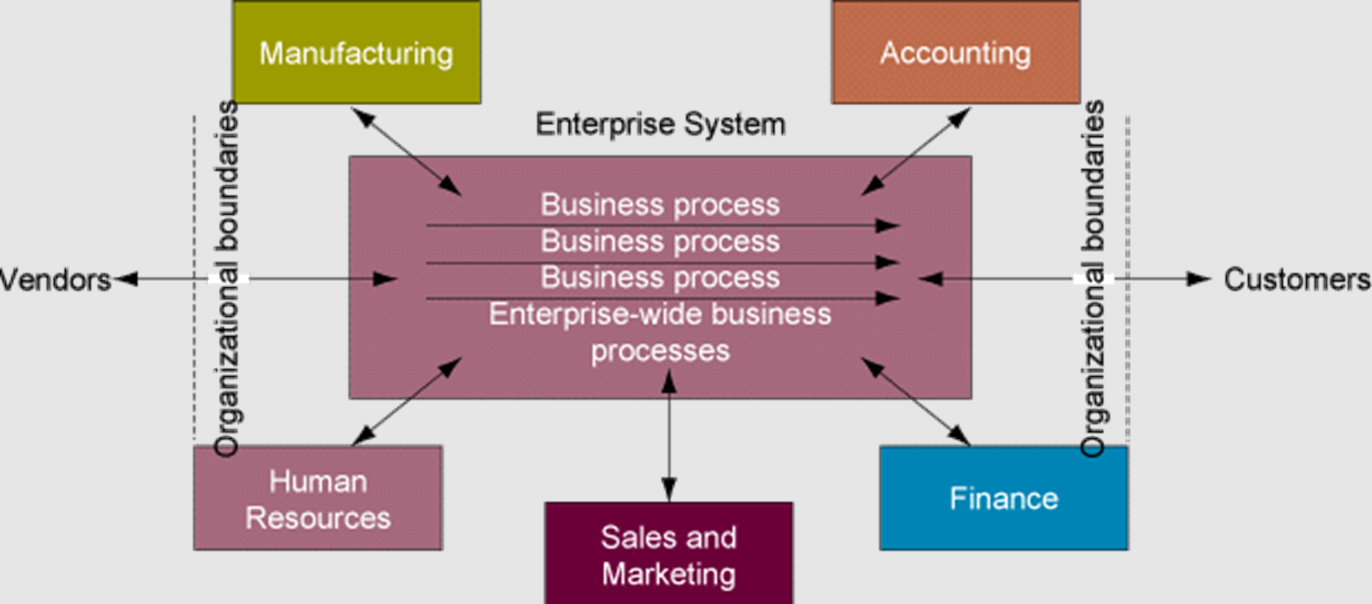 Manufacturing
Accounting
Enterprise System
Organizational boundaries
Organizational boundaries
Business process
Business process
Business process
Vendors
Customers
Enterprise-wide business
processes
Human
Resources
Finance
Sales and
Marketing